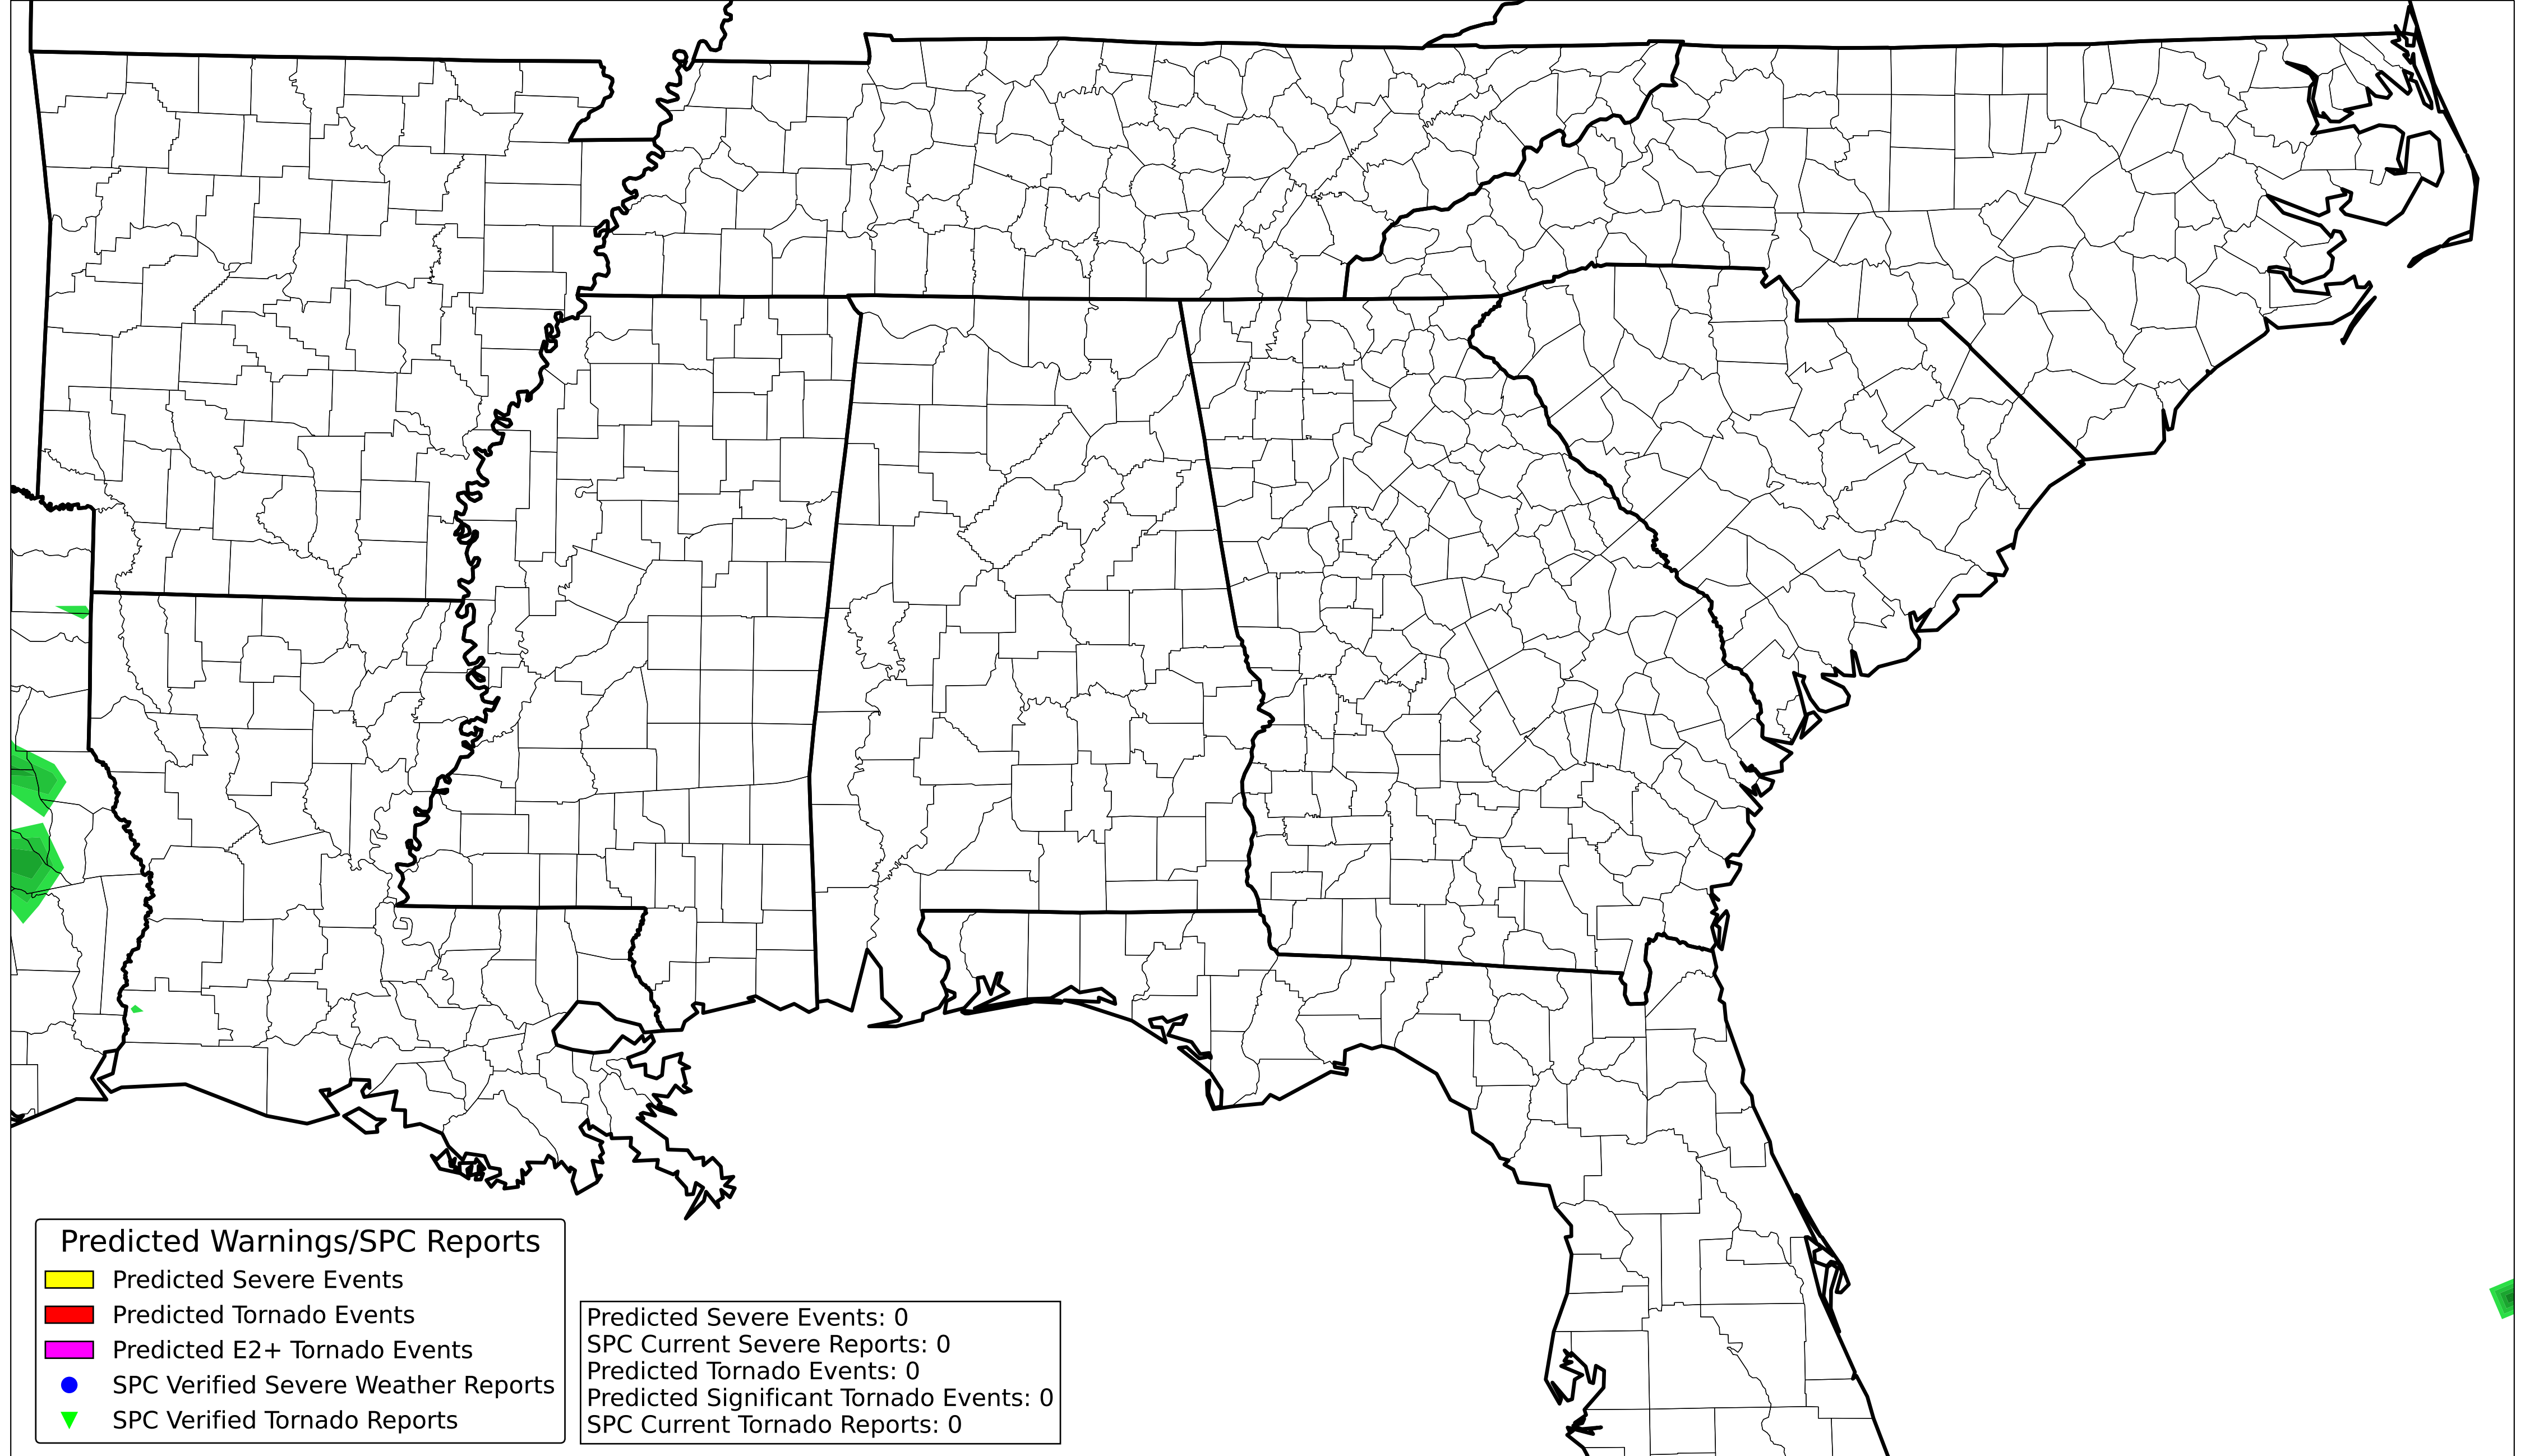 Predicted Warnings/SPC Reports
Predicted Severe Events
Predicted Tornado Events
Predicted E2+ Tornado Events
SPC Verified Severe Weather Reports
SPC Verified Tornado Reports
Predicted Severe Events: 0
SPC Current Severe Reports: 0
Predicted Tornado Events: 0
Predicted Significant Tornado Events: 0
SPC Current Tornado Reports: 0